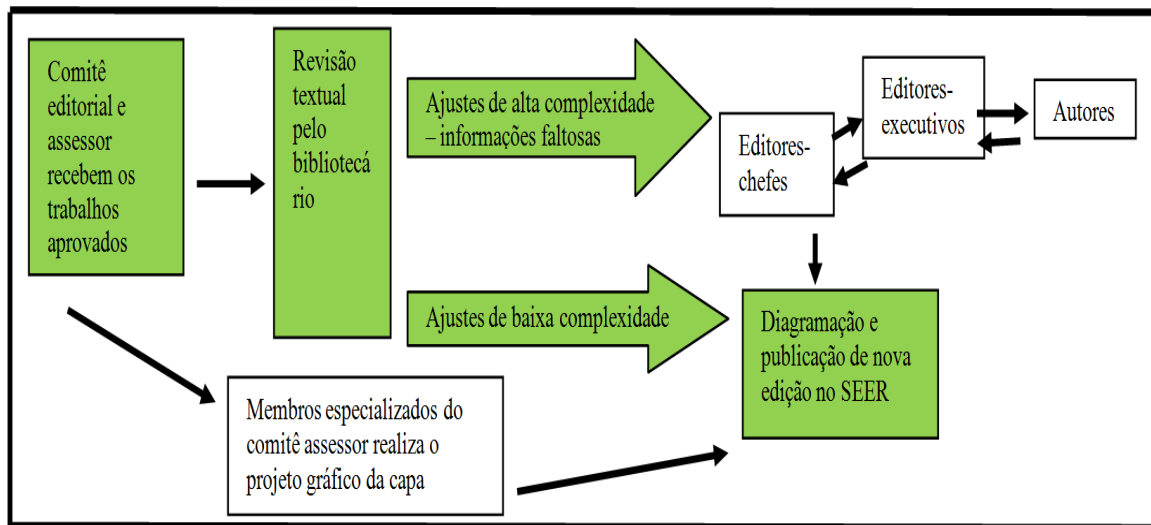 Comitê
editorial e
assessor
recebem os
trabalhos
aprovados
Revisão
textual
pelo
bibliotecá
rio
Ajustes de alta complexidade
– informações faltosas
Editores-
chefes
Editores-
executivos
Autores
Ajustes de baixa complexidade
Diagramação e
publicação de nova
edição no SEER
Membros especializados do
comitê assessor realiza o
projeto gráfico da capa